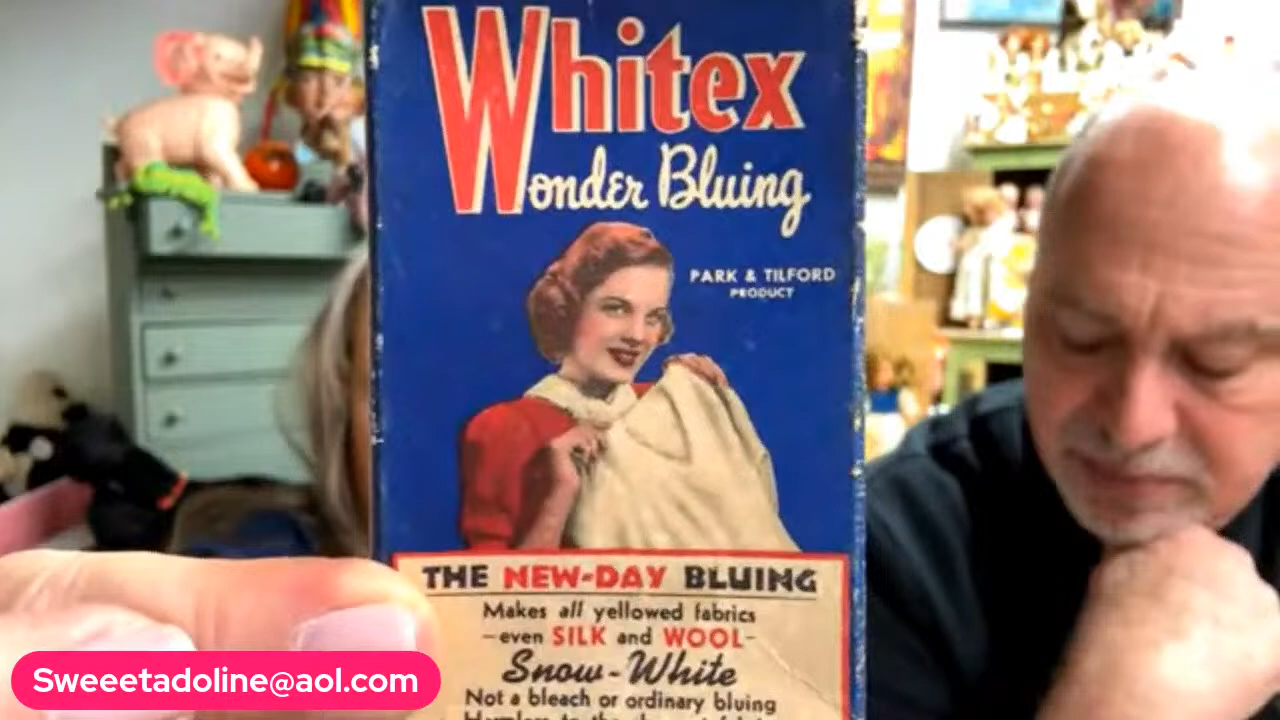 Whitex
Wonder Bluing
PARK & TILFORD
PRODUCT
THE NEW-DAY BLUING
Makes all yellowed fabrics
-even SILK and WOOL-
Snow-White
Not a bleach or ordinary bluing
Sweeetadoline@aol.com